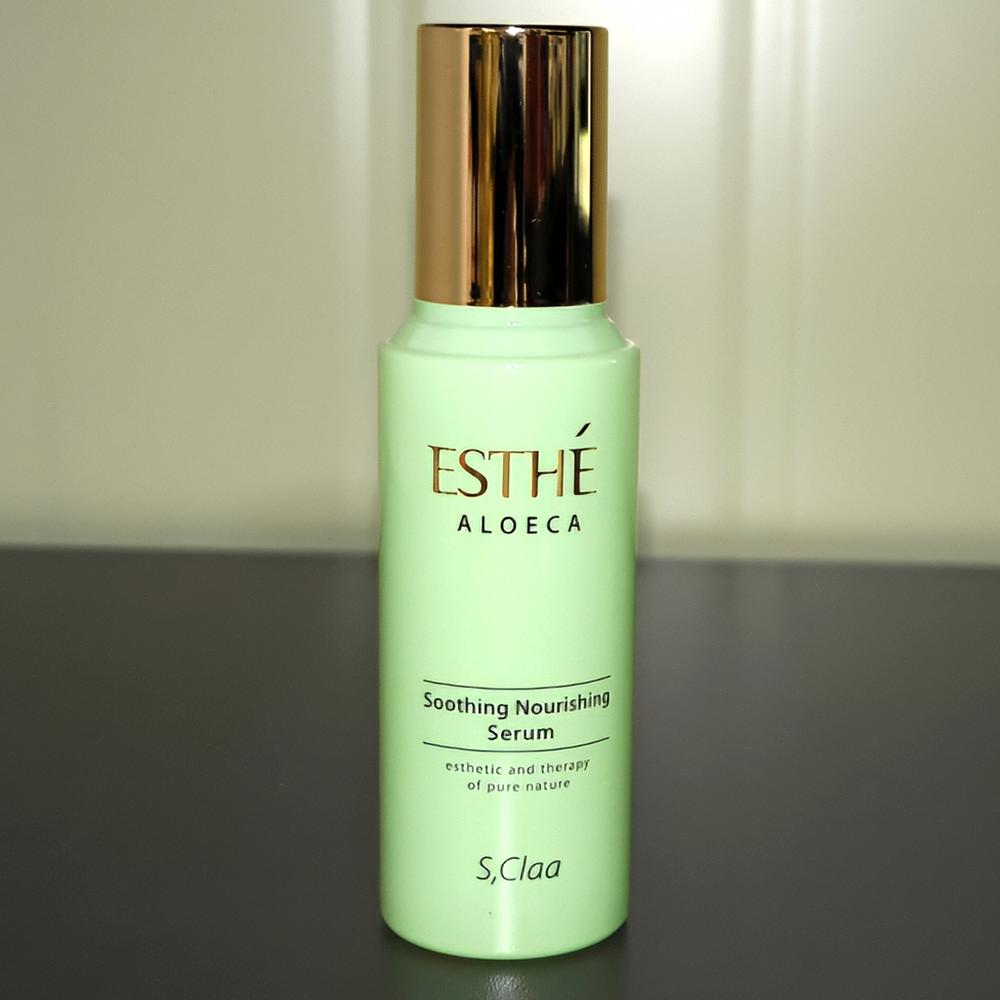 ESTHÉ
ALOECA
Soothing Nourishing
Serum
esthetic and therapy
of pure nature
S,Claa